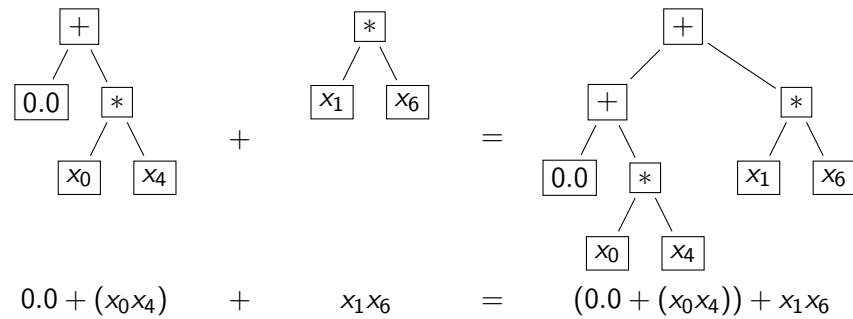 + * +
0.0 * x₁ x₆ + *
+ =
x₀ x₄ 0.0 * x₁ x₆
x₀ x₄
0.0 + (x₀x₄) + x₁x₆ = (0.0 + (x₀x₄)) + x₁x₆